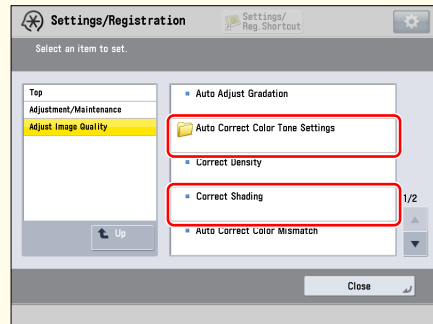 Settings/Registration
Settings/
Reg.Shortcut
Select an item to set.
Top
Adjustment/Maintenance
Adjust Image Quality
Up
Auto Adjust Gradation
Auto Correct Color Tone Settings
Correct Density
Correct Shading
Auto Correct Color Mismatch
1/2
Close